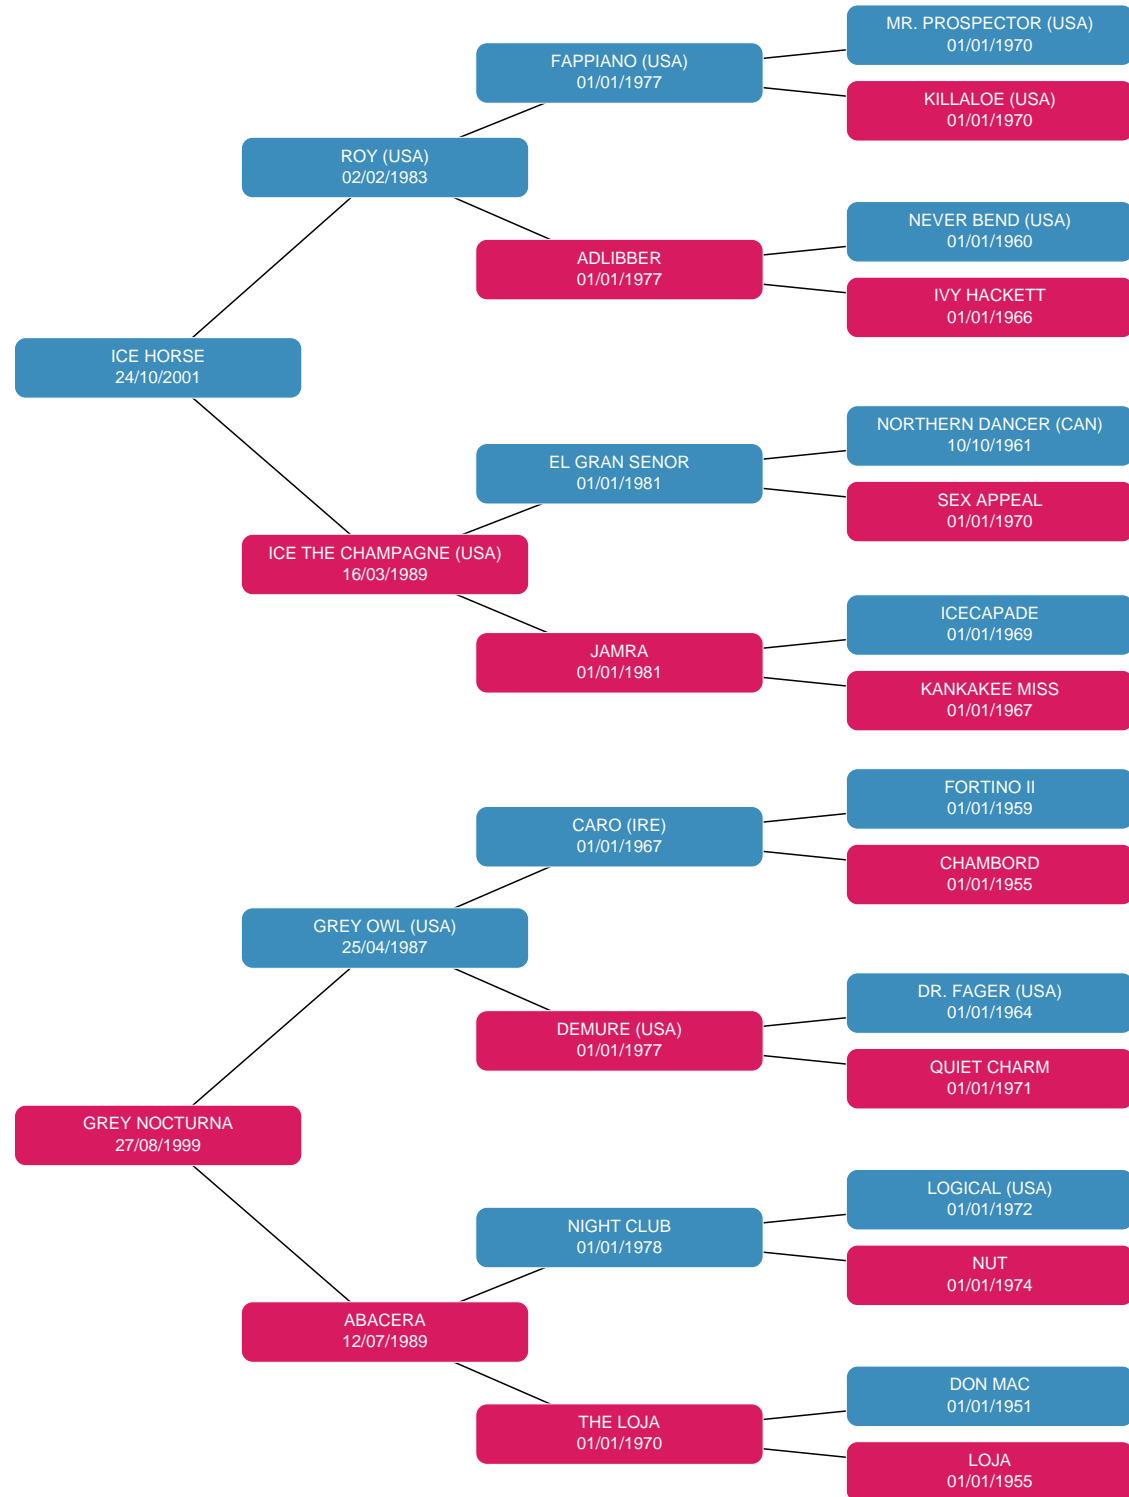 MR. PROSPECTOR (USA)
01/01/1970
FAPPIANO (USA)
01/01/1977
KILLALOE (USA)
01/01/1970
ROY (USA)
02/02/1983
NEVER BEND (USA)
01/01/1960
ADLIBBER
01/01/1977
IVY HACKETT
01/01/1966
ICE HORSE
24/10/2001
NORTHERN DANCER (CAN)
10/10/1961
EL GRAN SENOR
01/01/1981
SEX APPEAL
01/01/1970
ICE THE CHAMPAGNE (USA)
16/03/1989
ICECAPADE
01/01/1969
JAMRA
01/01/1981
KANKAKEE MISS
01/01/1967
FORTINO II
01/01/1959
CARO (IRE)
01/01/1967
CHAMBORD
01/01/1955
GREY OWL (USA)
25/04/1987
DR. FAGER (USA)
01/01/1964
DEMURE (USA)
01/01/1977
QUIET CHARM
01/01/1971
GREY NOCTURNA
27/08/1999
LOGICAL (USA)
01/01/1972
NIGHT CLUB
01/01/1978
NUT
01/01/1974
ABACERA
12/07/1989
DON MAC
01/01/1951
THE LOJA
01/01/1970
LOJA
01/01/1955